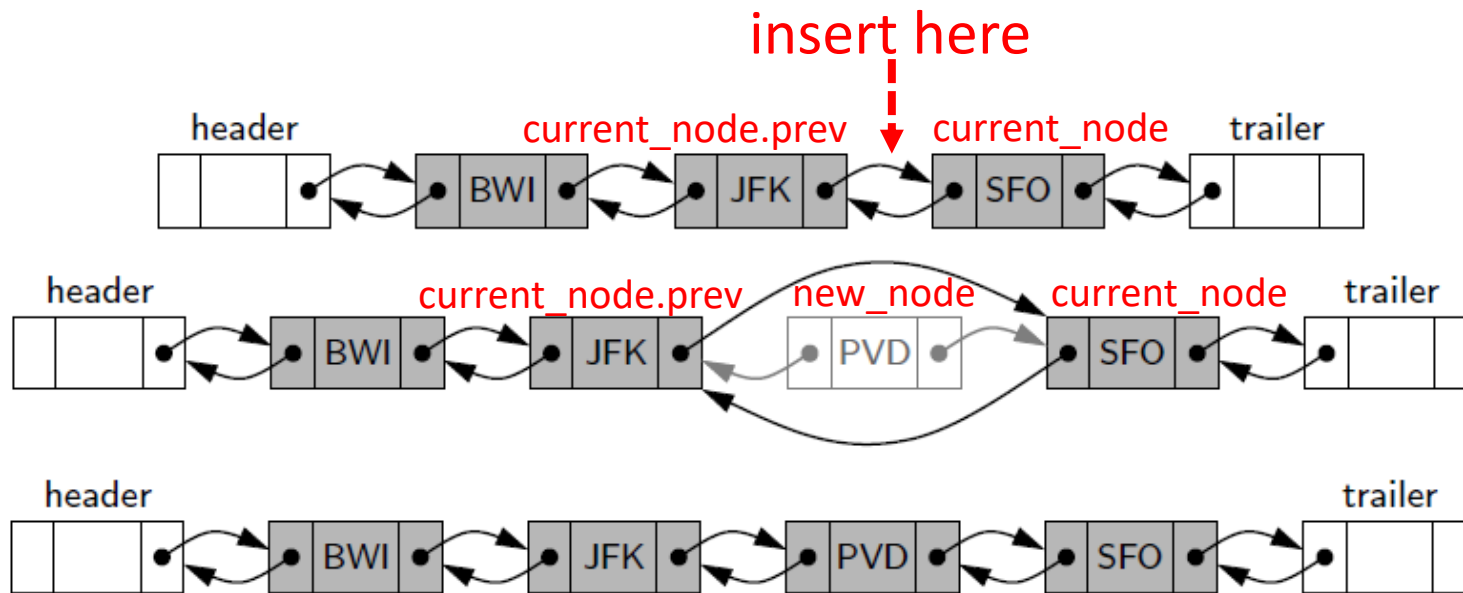 insert here
header current_node.prev current_node trailer
BWI JFK SFO
header current_node.prev new_node current_node trailer
BWI JFK PVD SFO
header trailer
BWI JFK PVD SFO